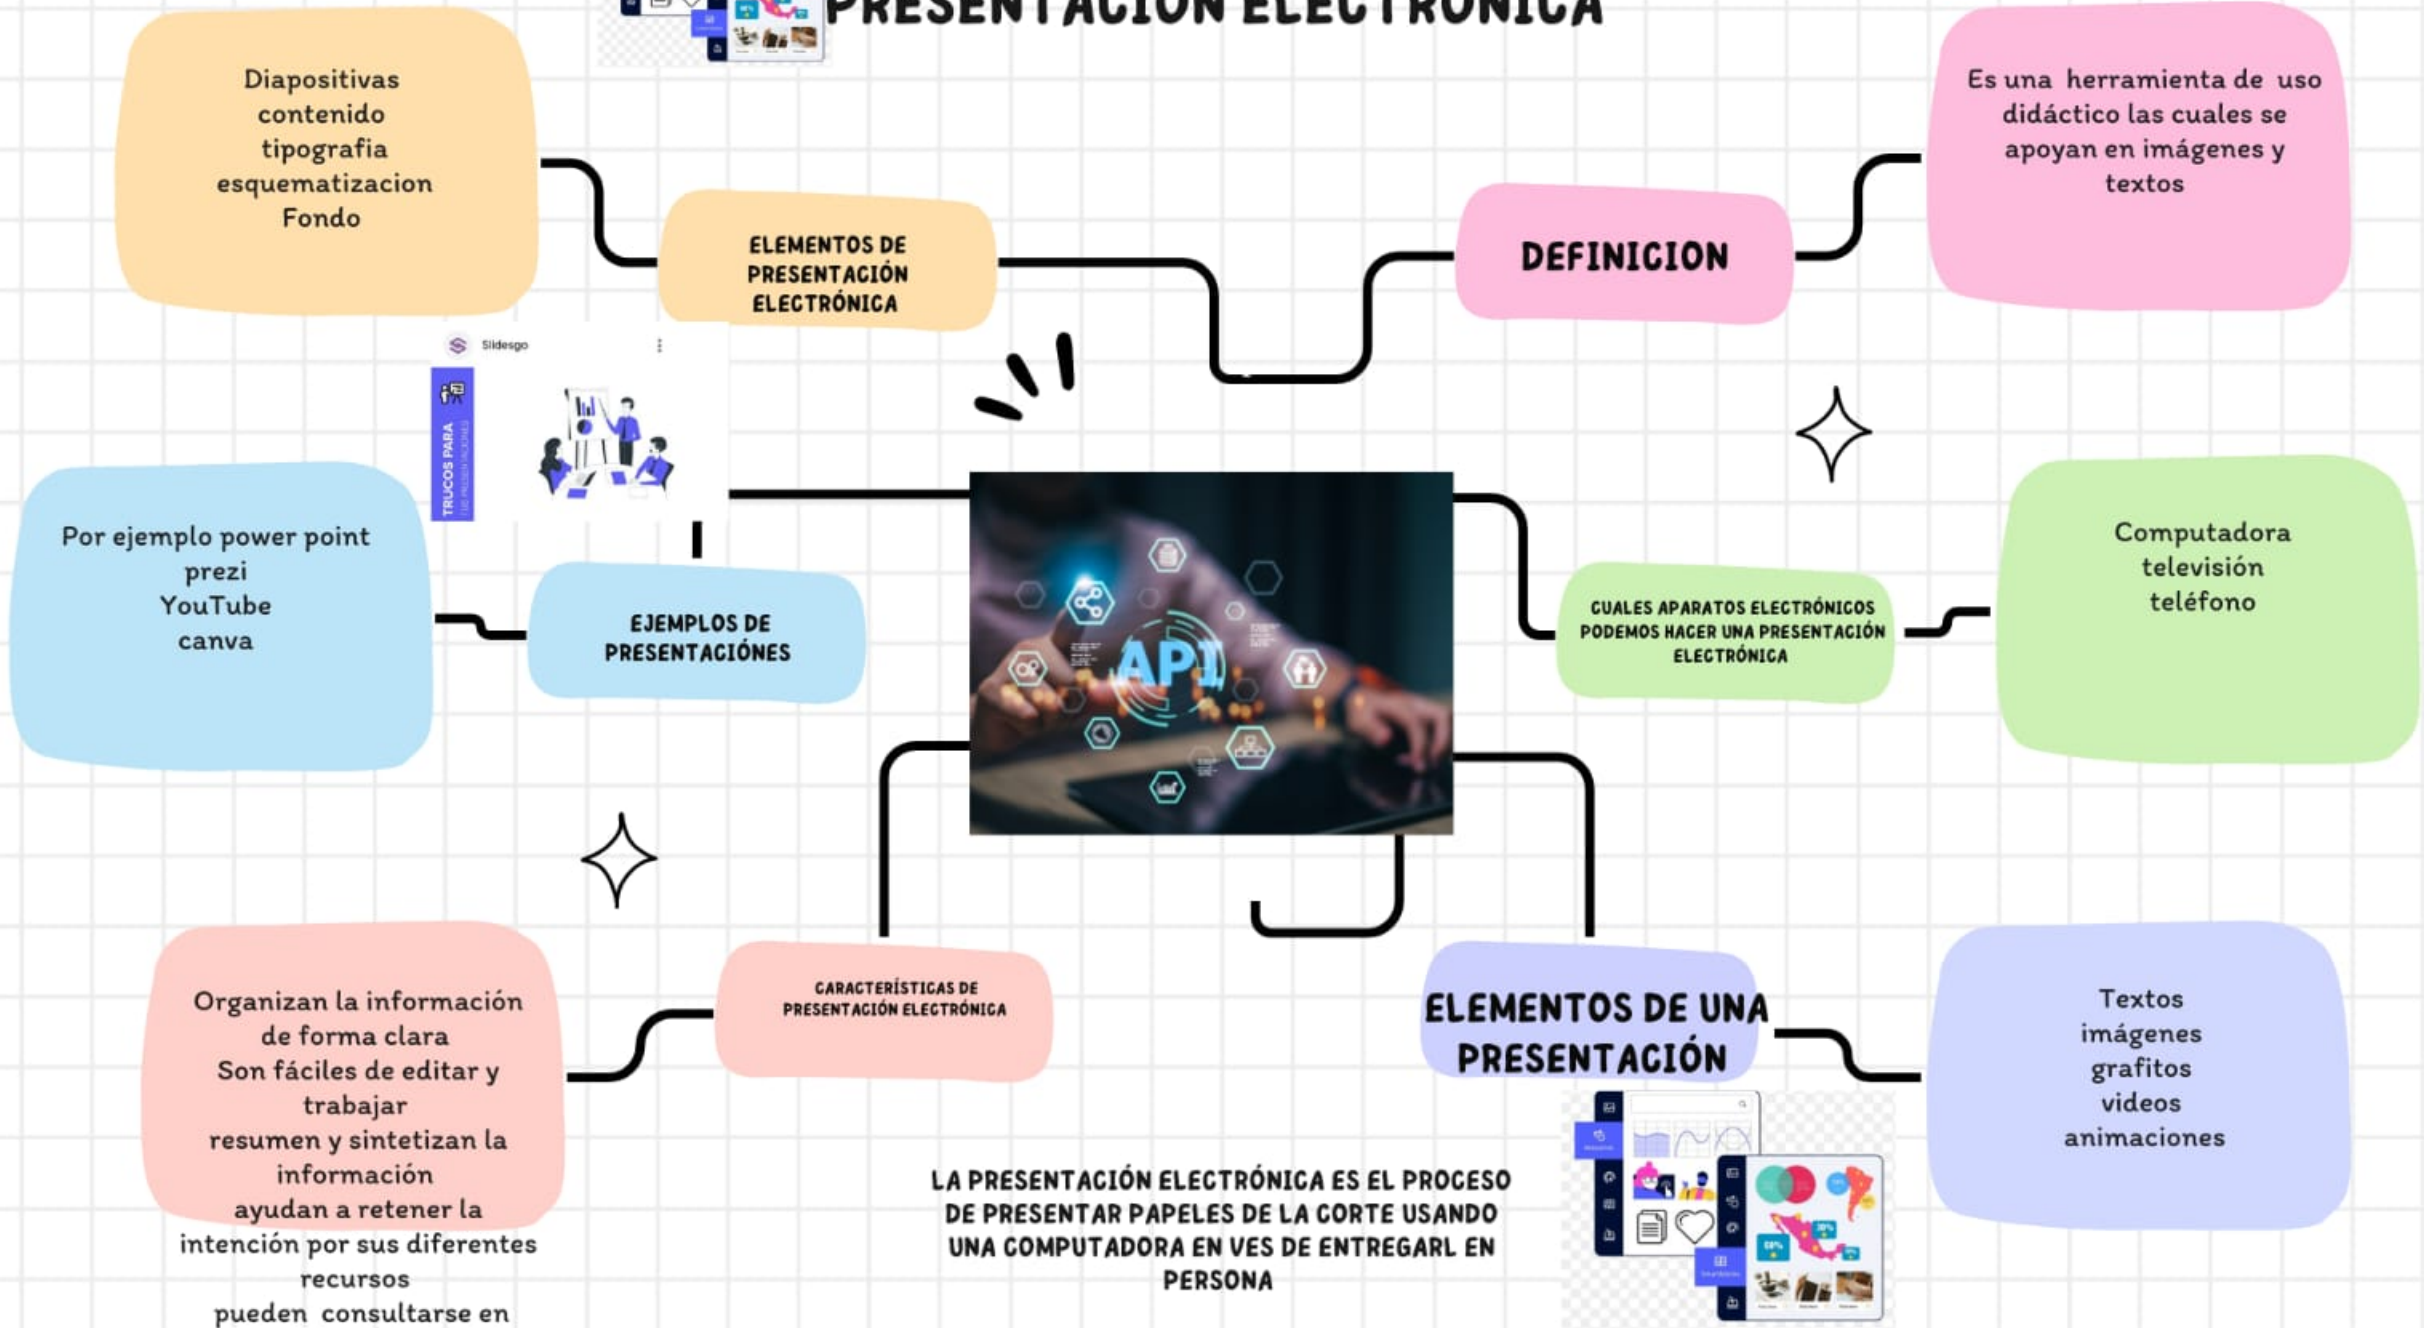 PRESENTACIÓN ELECTRÓNICA
Diapositivas
contenido
tipografia
esquematizacion
Fondo
ELEMENTOS DE
PRESENTACIÓN
ELECTRÓNICA
DEFINICION
Es una herramienta de uso
didáctico las cuales se
apoyan en imágenes y
textos
Slidesgo
TRUCOS PARA
TUS PRESENTACIONES
Por ejemplo power point
prezi
YouTube
canva
EJEMPLOS DE
PRESENTACIÓNES
API
CUALES APARATOS ELECTRÓNICOS
PODEMOS HACER UNA PRESENTACIÓN
ELECTRÓNICA
Computadora
televisión
teléfono
Organizan la información
de forma clara
Son fáciles de editar y
trabajar
resumen y sintetizan la
información
ayudan a retener la
intención por sus diferentes
recursos
pueden consultarse en
CARACTERÍSTICAS DE
PRESENTACIÓN ELECTRÓNICA
ELEMENTOS DE UNA
PRESENTACIÓN
Textos
imágenes
grafitos
videos
animaciones
LA PRESENTACIÓN ELECTRÓNICA ES EL PROCESO
DE PRESENTAR PAPELES DE LA CORTE USANDO
UNA COMPUTADORA EN VES DE ENTREGARL EN
PERSONA